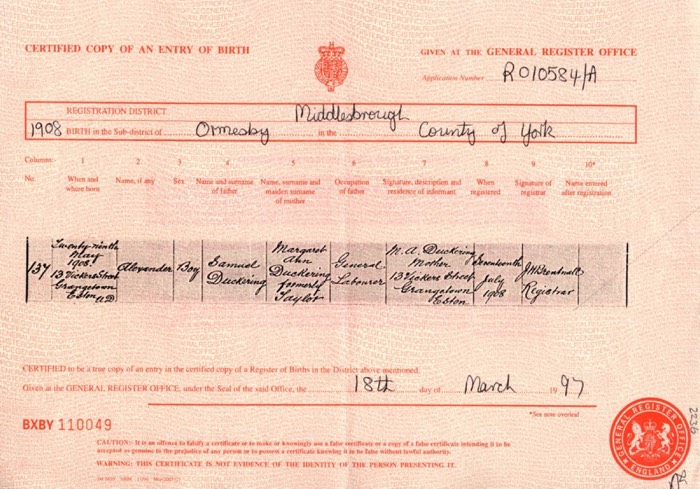 CERTIFIED COPY OF AN ENTRY OF BIRTH
GIVEN AT THE GENERAL REGISTER OFFICE
Application Number R010584/A
REGISTRATION DISTRICT Middlesbrough
1908 BIRTH in the Sub-district of Ormesby in the County of York
Columns:- 1 2 3 4 5 6 7 8 9 10*
No. When and where born Name, if any Sex Name and surname of father Name, surname and maiden surname of mother Occupation of father Signature, description and residence of informant When registered Signature of registrar Name entered after registration
137
Twenty ninth
May
1908
13 Vickers Street
Grangetown
Eston U.D
Alexander
Boy
Samuel
Duckering
Margaret
Ann
Duckering
formerly
Taylor
General
Labourer
M. A. Duckering
Mother
13 Vickers Street
Grangetown
Eston
Seventeenth
July
1908
Registrar
CERTIFIED to be a true copy of an entry in the certified copy of a Register of Births in the District above mentioned.
Given at the GENERAL REGISTER OFFICE, under the Seal of the said Office, the 18th day of March 1997
*See note overleaf
BXBY 110049
CAUTION:- It is an offence to falsify a certificate or to make or knowingly use a false certificate or a copy of a false certificate intending it to be
accepted as genuine to the prejudice of any person or to possess a certificate knowing it to be false without lawful authority.
WARNING: THIS CERTIFICATE IS NOT EVIDENCE OF THE IDENTITY OF THE PERSON PRESENTING IT.
GENERAL REGISTER OFFICE
ENGLAND